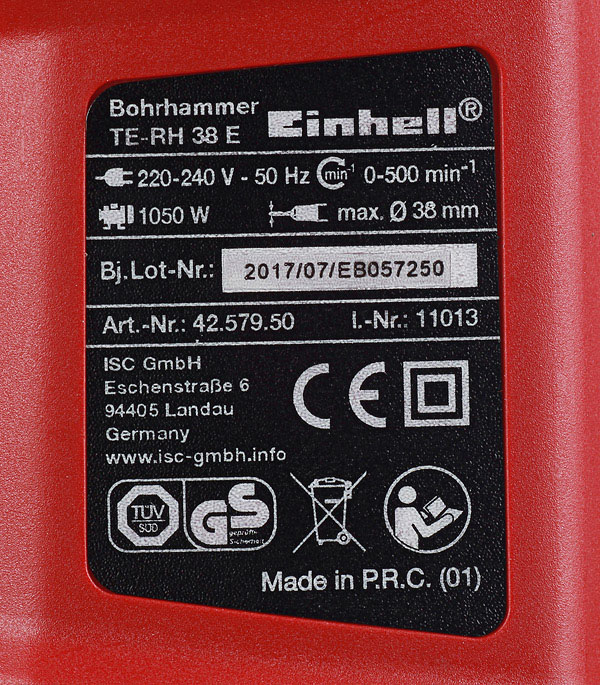 Bohrhammer
TE-RH 38 E
Einhell®
220-240 V - 50 Hz min⁻¹ 0-500 min⁻¹
1050 W max. Ø 38 mm
Bj.Lot-Nr.: 2017/07/EB057250
Art.-Nr.: 42.579.50 I.-Nr.: 11013
ISC GmbH
Eschenstraße 6
94405 Landau
Germany
www.isc-gmbh.info
CE
TÜV
SÜD
GS
geprüfte
Sicherheit
Made in P.R.C. (01)